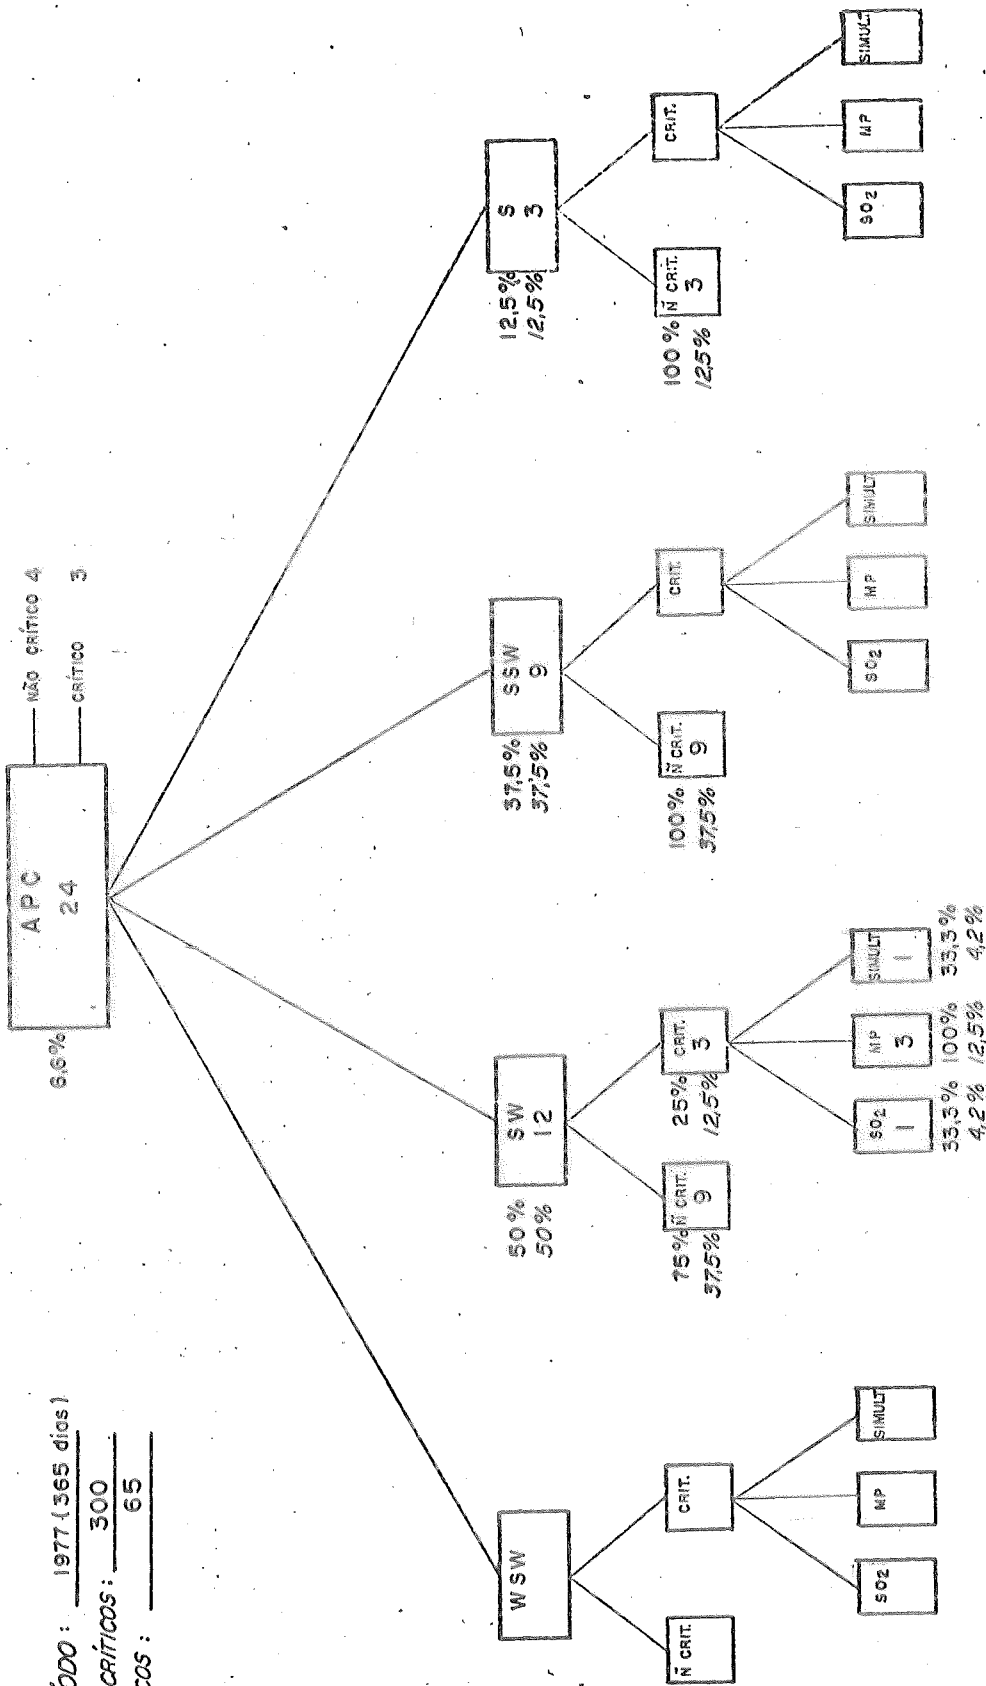 ÓDO : 1977 (365 dias)
CRÍTICOS : 300
COS : 65
6,6%
APC
24
NÃO CRÍTICO 4
CRÍTICO 3
WSW
50%
50%
SW
12
37,5%
37,5%
SSW
9
12,5%
12,5%
S
3
Ñ CRIT.
CRIT.
75%
37,5%
Ñ CRIT.
9
25%
12,5%
CRIT.
3
100%
37,5%
Ñ CRIT.
9
CRIT.
100%
12,5%
Ñ CRIT.
3
CRIT.
SO2
MP
SIMULT
SO2
1
33,3%
4,2%
MP
3
100%
12,5%
SIMULT
1
33,3%
4,2%
SO2
MP
SIMULT
SO2
MP
SIMULT